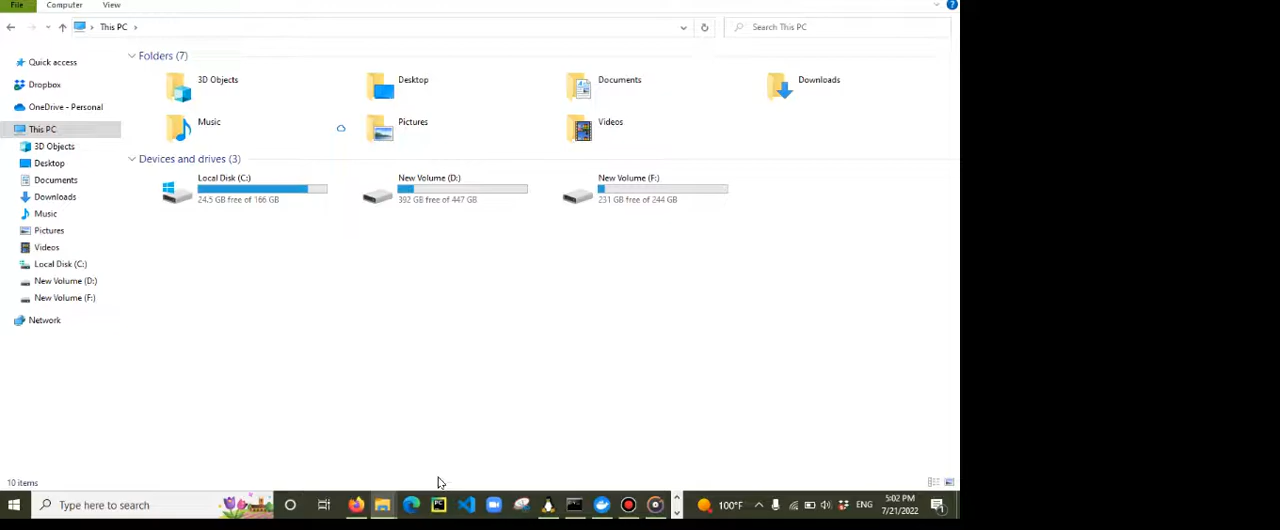 File Computer View
This PC
Search This PC
Quick access
Dropbox
OneDrive - Personal
This PC
3D Objects
Desktop
Documents
Downloads
Music
Pictures
Videos
Local Disk (C:)
New Volume (D:)
New Volume (F:)
Network
Folders (7)
3D Objects
Desktop
Documents
Downloads
Music
Pictures
Videos
Devices and drives (3)
Local Disk (C:)
24.5 GB free of 166 GB
New Volume (D:)
392 GB free of 447 GB
New Volume (F:)
231 GB free of 244 GB
10 items
Type here to search
PC
100°F
ENG
5:02 PM
7/21/2022
1